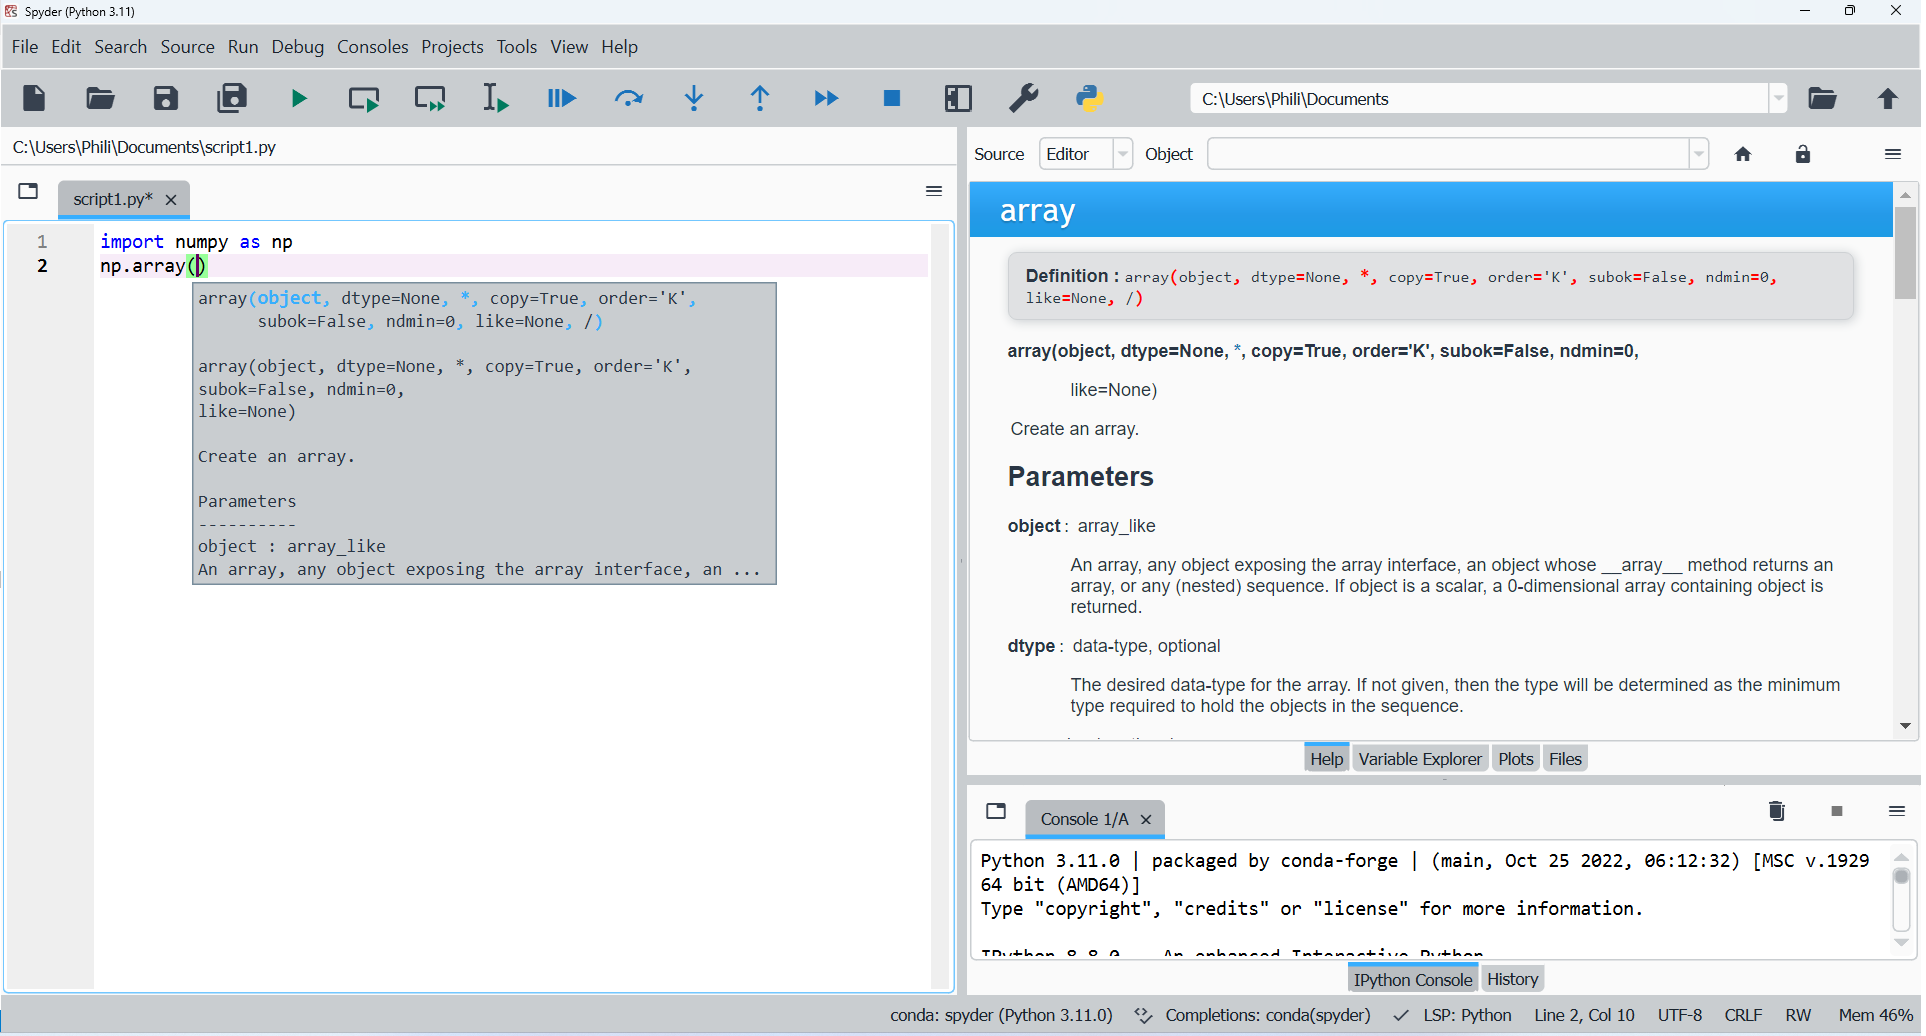 Spyder (Python 3.11)
File Edit Search Source Run Debug Consoles Projects Tools View Help
C:\Users\Phili\Documents
C:\Users\Phili\Documents\script1.py
script1.py*
1 import numpy as np
2 np.array()
array(object, dtype=None, *, copy=True, order='K',
subok=False, ndmin=0, like=None, /)
array(object, dtype=None, *, copy=True, order='K',
subok=False, ndmin=0,
like=None)
Create an array.
Parameters
----------
object : array_like
An array, any object exposing the array interface, an ...
Source Editor Object
array
Definition : array(object, dtype=None, *, copy=True, order='K', subok=False, ndmin=0,
like=None, /)
array(object, dtype=None, *, copy=True, order='K', subok=False, ndmin=0,
like=None)
Create an array.
Parameters
object : array_like
An array, any object exposing the array interface, an object whose __array__ method returns an
array, or any (nested) sequence. If object is a scalar, a 0-dimensional array containing object is
returned.
dtype : data-type, optional
The desired data-type for the array. If not given, then the type will be determined as the minimum
type required to hold the objects in the sequence.
Help Variable Explorer Plots Files
Console 1/A
Python 3.11.0 | packaged by conda-forge | (main, Oct 25 2022, 06:12:32) [MSC v.1929
64 bit (AMD64)]
Type "copyright", "credits" or "license" for more information.
IPython 8.8.0 An enhanced Interactive Python
IPython Console History
conda: spyder (Python 3.11.0) Completions: conda(spyder) LSP: Python Line 2, Col 10 UTF-8 CRLF RW Mem 46%